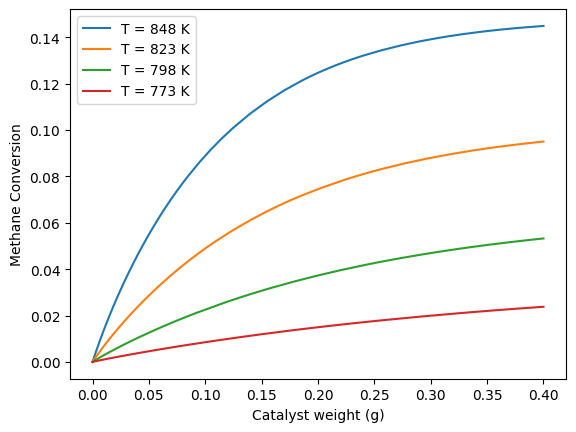 T = 848 K
T = 823 K
T = 798 K
T = 773 K
0.14
0.12
0.10
0.08
0.06
0.04
0.02
0.00
Methane Conversion
0.00 0.05 0.10 0.15 0.20 0.25 0.30 0.35 0.40
Catalyst weight (g)